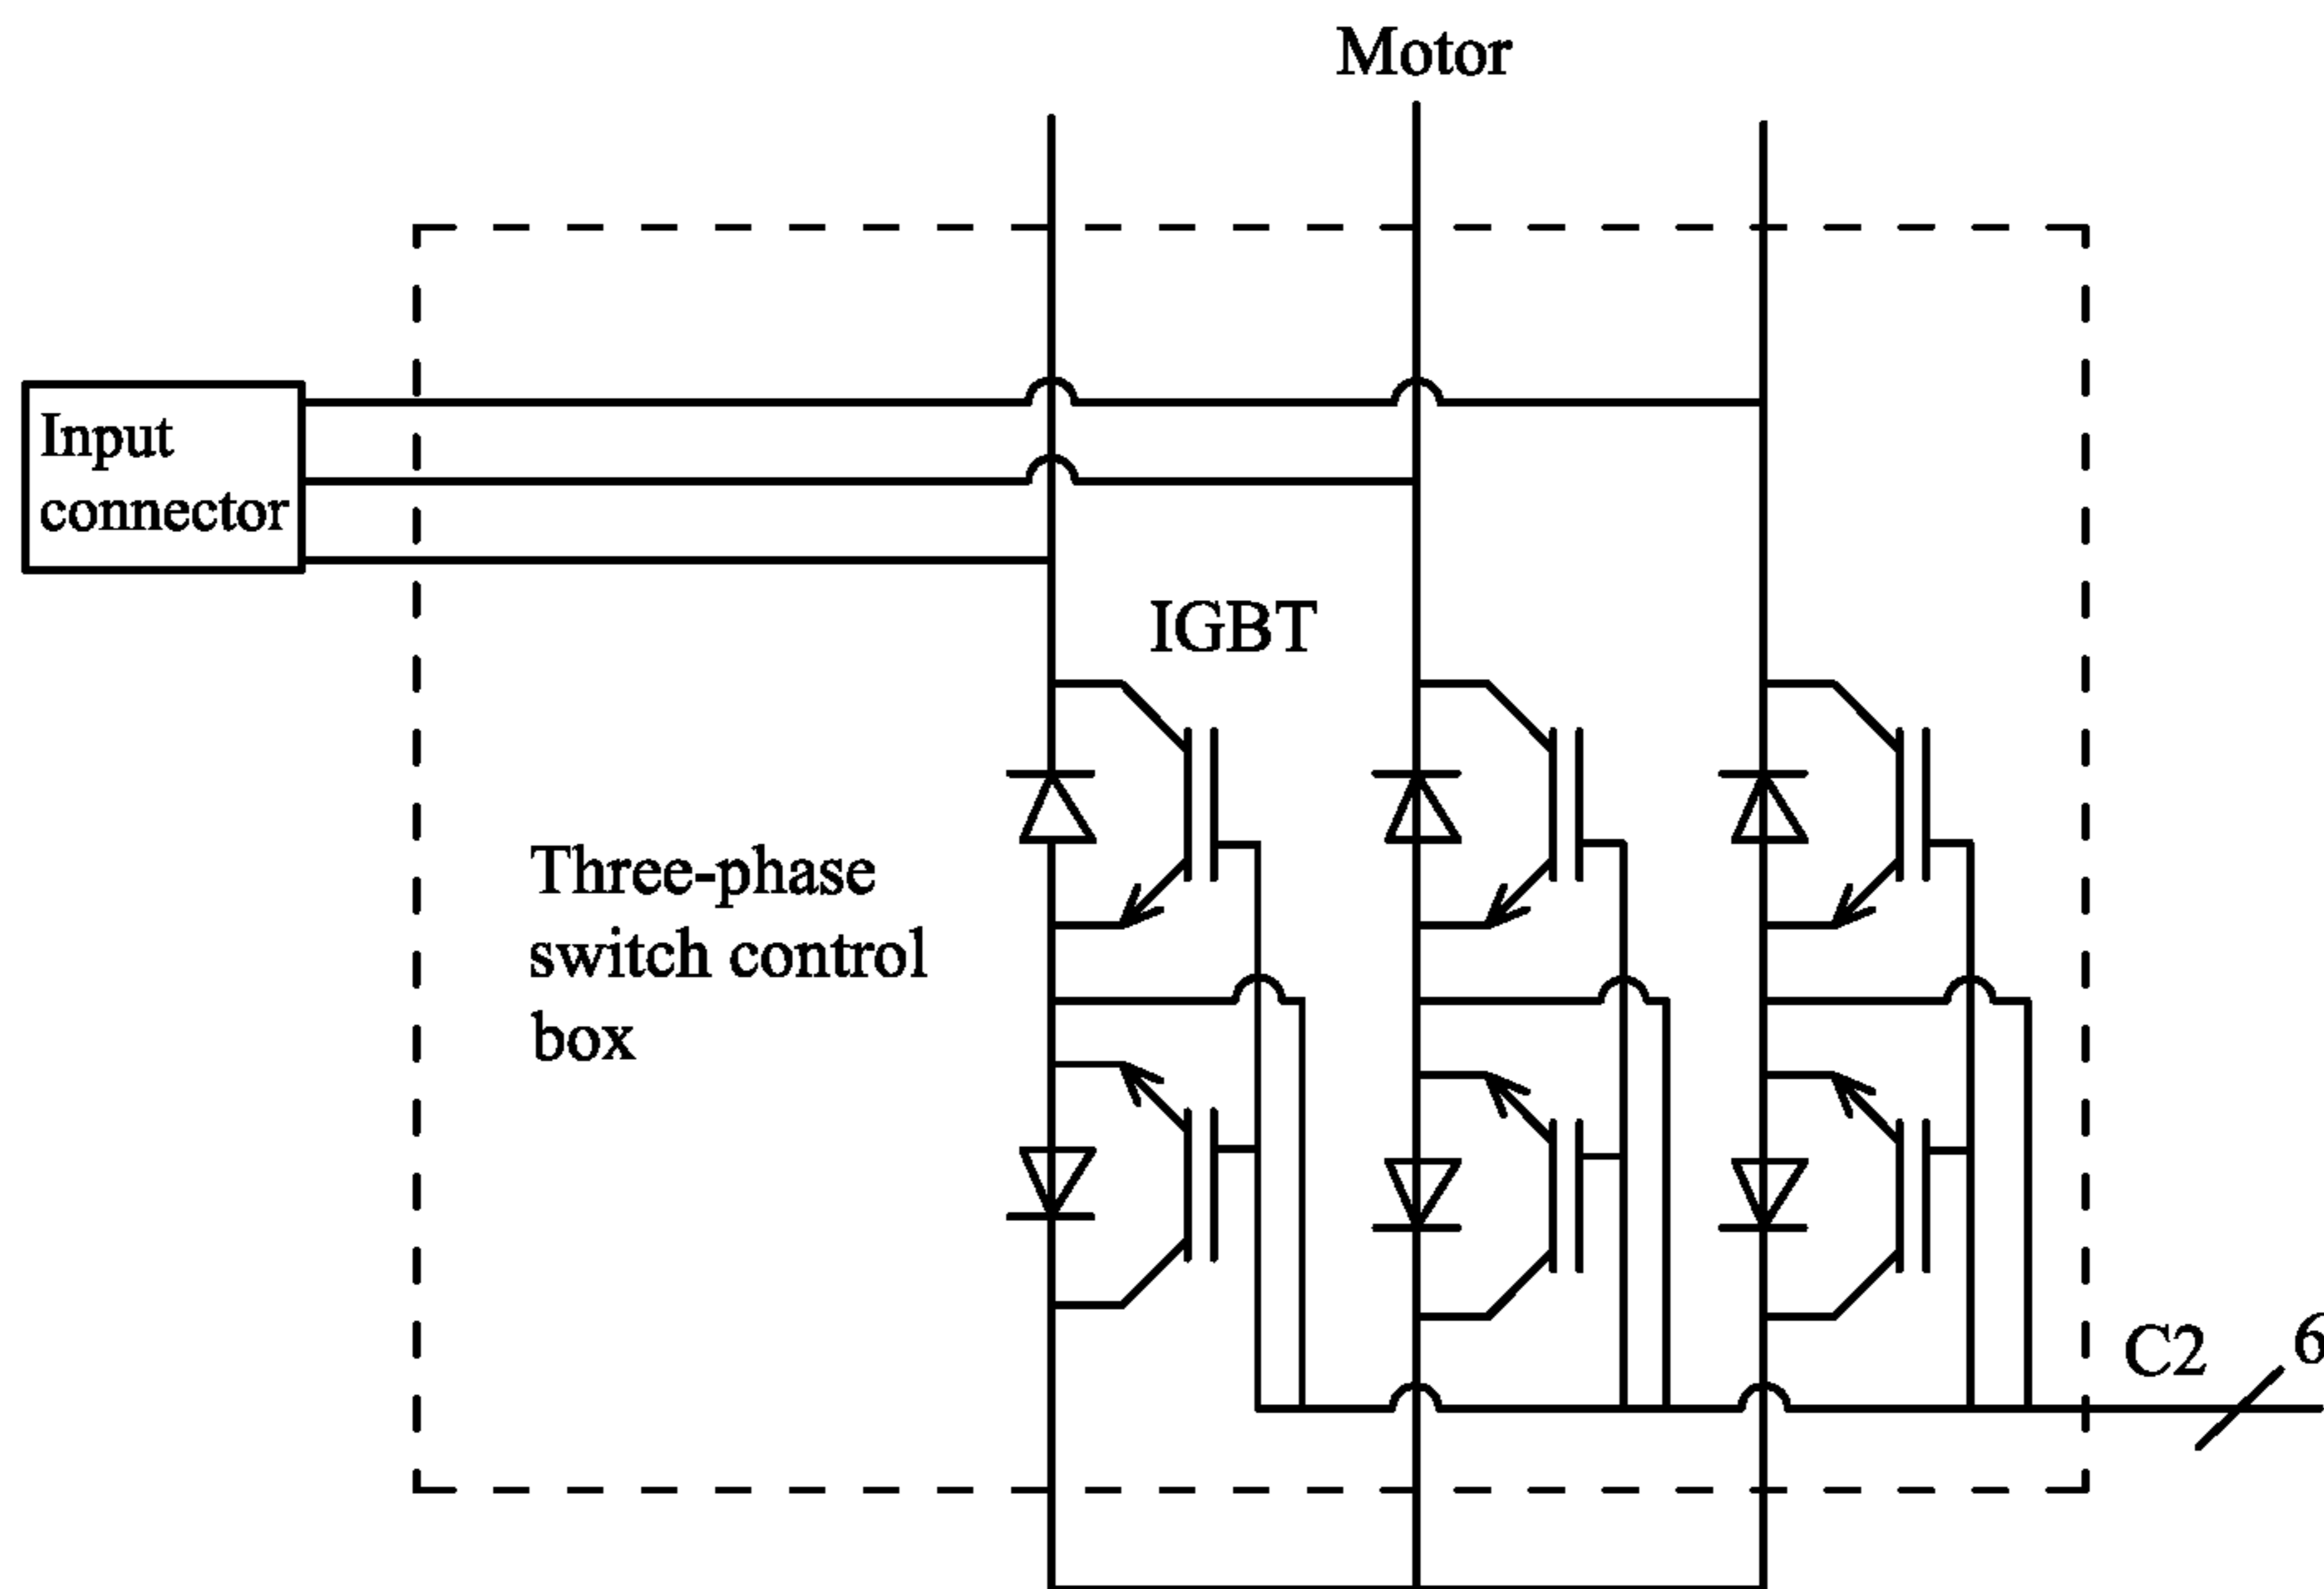 Motor
Input
connector
IGBT
Three-phase
switch control
box
C2
6